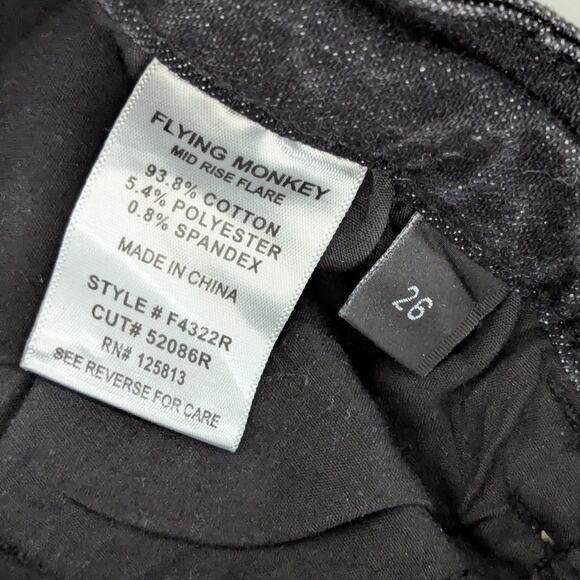 FLYING MONKEY
MID RISE FLARE
93.8% COTTON
5.4% POLYESTER
0.8% SPANDEX
MADE IN CHINA
STYLE # F4322R
CUT# 52086R
RN# 125813
SEE REVERSE FOR CARE
26